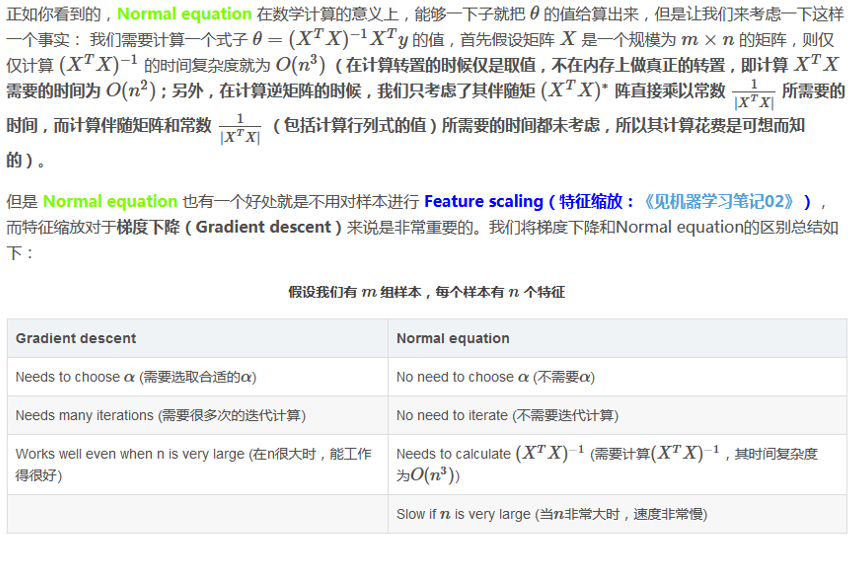 正如你看到的，Normal equation 在数学计算的意义上，能够一下子就把 θ 的值给算出来，但是让我们来考虑一下这样
一个事实： 我们需要计算一个式子 θ = (X^T X)^{-1} X^T y 的值，首先假设矩阵 X 是一个规模为 m × n 的矩阵，则仅
仅计算 (X^T X)^{-1} 的时间复杂度就为 O(n^3)（在计算转置的时候仅是取值，不在内存上做真正的转置，即计算 X^T X
需要的时间为 O(n^2)；另外，在计算逆矩阵的时候，我们只考虑了其伴随矩 (X^T X)^* 阵直接乘以常数 1/|X^T X| 所需要的
时间，而计算伴随矩阵和常数 1/|X^T X| （包括计算行列式的值）所需要的时间都未考虑，所以其计算花费是可想而知
的）。
但是 Normal equation 也有一个好处就是不用对样本进行 Feature scaling（特征缩放：《见机器学习笔记02》），
而特征缩放对于梯度下降（Gradient descent）来说是非常重要的。我们将梯度下降和Normal equation的区别总结如
下：
假设我们有 m 组样本，每个样本有 n 个特征
Gradient descent
Normal equation
Needs to choose α (需要选取合适的α)
No need to choose α (不需要α)
Needs many iterations (需要很多次的迭代计算)
No need to iterate (不需要迭代计算)
Works well even when n is very large (在n很大时，能工作
得很好)
Needs to calculate (X^T X)^{-1} (需要计算(X^T X)^{-1}，其时间复杂度
为O(n^3))
Slow if n is very large (当n非常大时，速度非常慢)